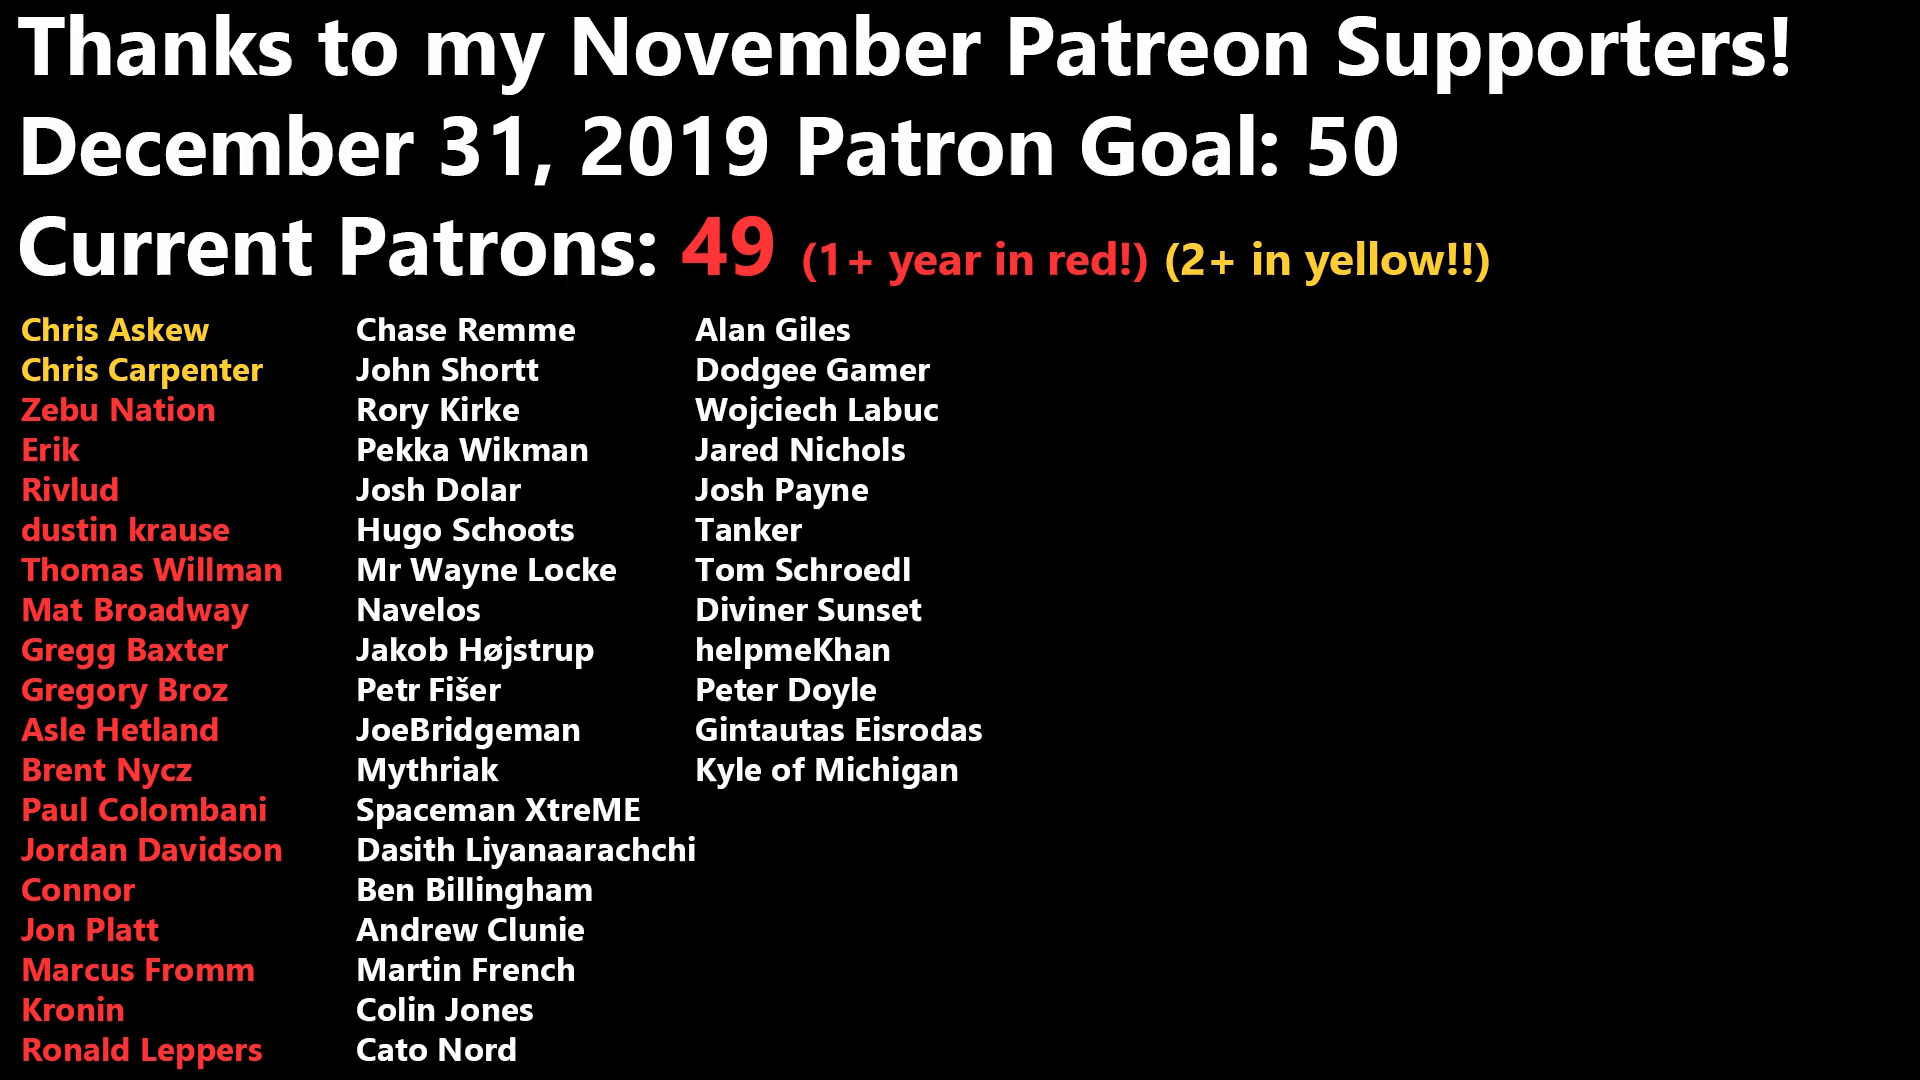 Thanks to my November Patreon Supporters!
December 31, 2019 Patron Goal: 50
Current Patrons: 49 (1+ year in red!) (2+ in yellow!!)
Chris Askew
Chris Carpenter
Zebu Nation
Erik
Rivlud
dustin krause
Thomas Willman
Mat Broadway
Gregg Baxter
Gregory Broz
Asle Hetland
Brent Nycz
Paul Colombani
Jordan Davidson
Connor
Jon Platt
Marcus Fromm
Kronin
Ronald Leppers
Chase Remme
John Shortt
Rory Kirke
Pekka Wikman
Josh Dolar
Hugo Schoots
Mr Wayne Locke
Navelos
Jakob Højstrup
Petr Fišer
JoeBridgeman
Mythriak
Spaceman XtreME
Dasith Liyanaarachchi
Ben Billingham
Andrew Clunie
Martin French
Colin Jones
Cato Nord
Alan Giles
Dodgee Gamer
Wojciech Labuc
Jared Nichols
Josh Payne
Tanker
Tom Schroedl
Diviner Sunset
helpmeKhan
Peter Doyle
Gintautas Eisrodas
Kyle of Michigan